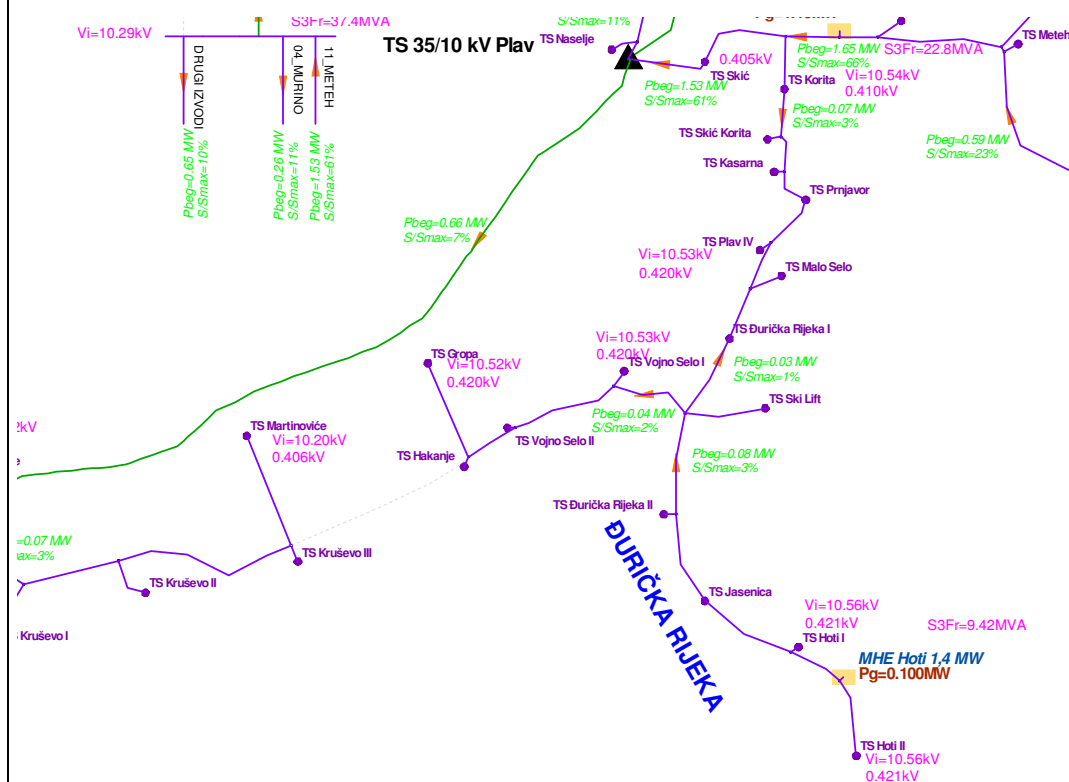 S3Fr=37.4MVA
Vi=10.29kV
DRUGI IZVODI
04_MURINO
11_METEH
Pbeg=0.65 MW
S/Smax=10%
Pbeg=0.26 MW
S/Smax=11%
Pbeg=1.53 MW
S/Smax=61%
TS 35/10 kV Plav
S/Smax=11%
TS Naselje
0.405kV
TS Skić
Pbeg=1.53 MW
S/Smax=61%
Pbeg=1.65 MW
S/Smax=66%
S3Fr=22.8MVA
TS Meteh
Vi=10.54kV
0.410kV
TS Korita
Pbeg=0.07 MW
S/Smax=3%
TS Skić Korita
TS Kasarna
Pbeg=0.59 MW
S/Smax=23%
TS Prnjavor
Pbeg=0.66 MW
S/Smax=7%
TS Plav IV
Vi=10.53kV
0.420kV
TS Malo Selo
TS Đurička Rijeka I
Vi=10.53kV
0.420kV
TS Vojno Selo I
TS Gropa
Vi=10.52kV
0.420kV
Pbeg=0.03 MW
S/Smax=1%
TS Ski Lift
Pbeg=0.04 MW
S/Smax=2%
TS Vojno Selo II
TS Martinoviće
Vi=10.20kV
0.406kV
2kV
TS Hakanje
Pbeg=0.08 MW
S/Smax=3%
TS Đurička Rijeka II
ĐURIČKA RIJEKA
=0.07 MW
ax=3%
TS Kruševo III
TS Kruševo II
Kruševo I
TS Jasenica
Vi=10.56kV
0.421kV
S3Fr=9.42MVA
TS Hoti I
MHE Hoti 1,4 MW
Pg=0.100MW
TS Hoti II
Vi=10.56kV
0.421kV